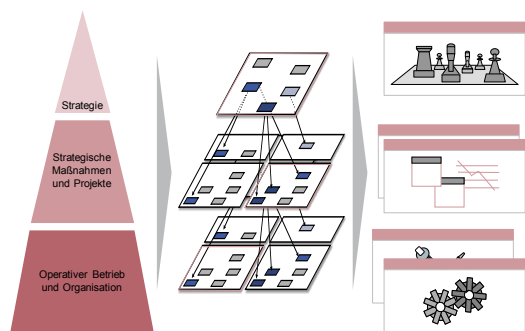 Strategie
Strategische
Maßnahmen
und Projekte
Operativer Betrieb
und Organisation